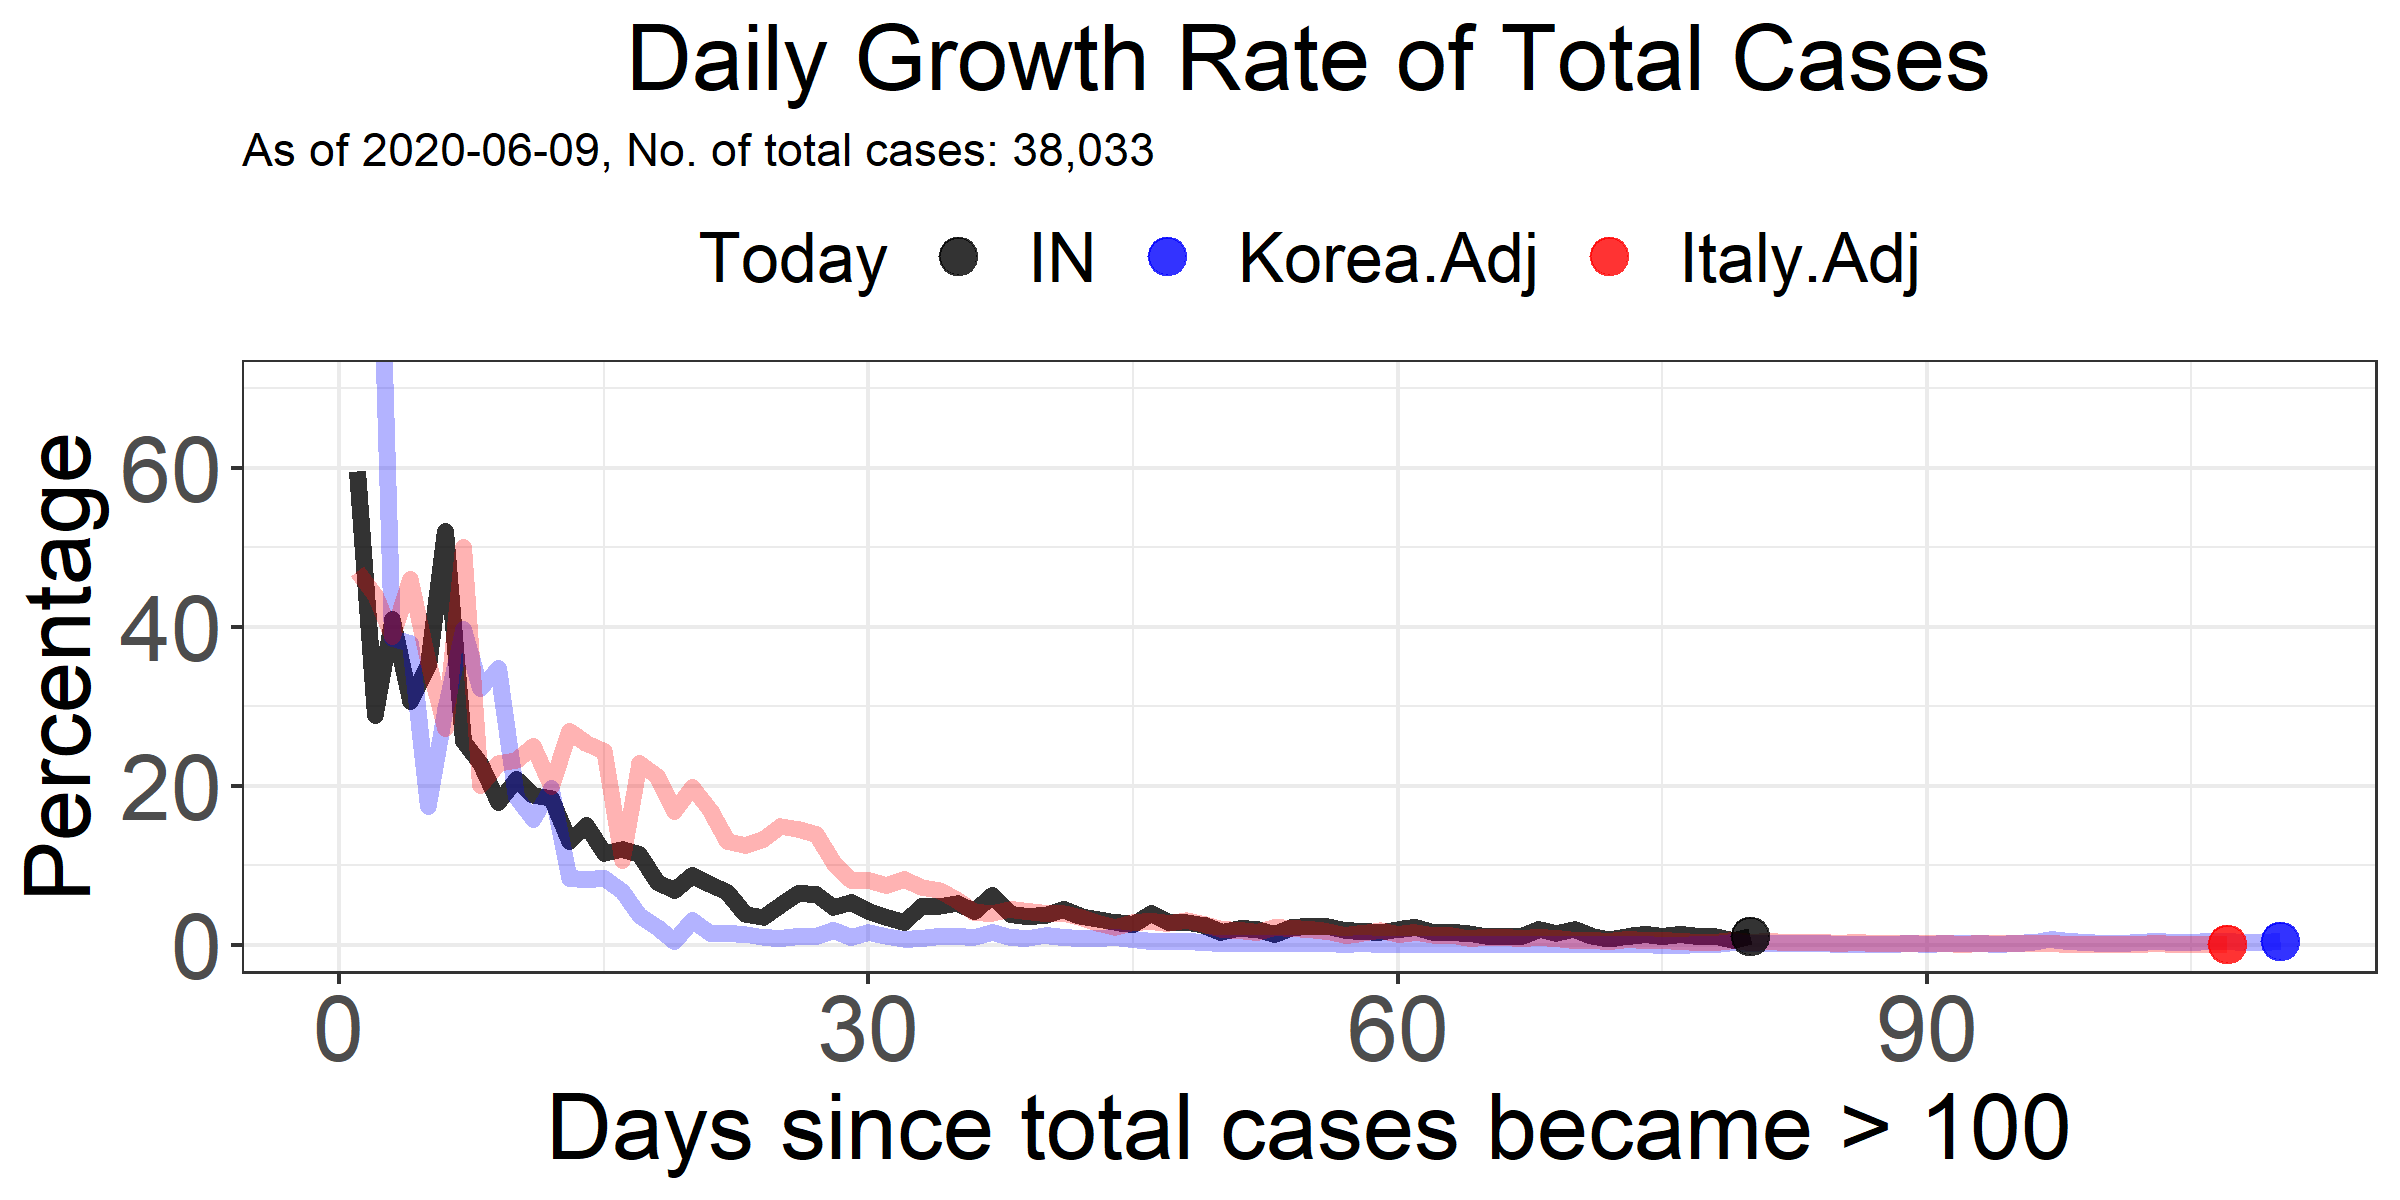 Daily Growth Rate of Total Cases
As of 2020-06-09, No. of total cases: 38,033
Today IN Korea.Adj Italy.Adj
Percentage
60
40
20
0
0 30 60 90
Days since total cases became > 100